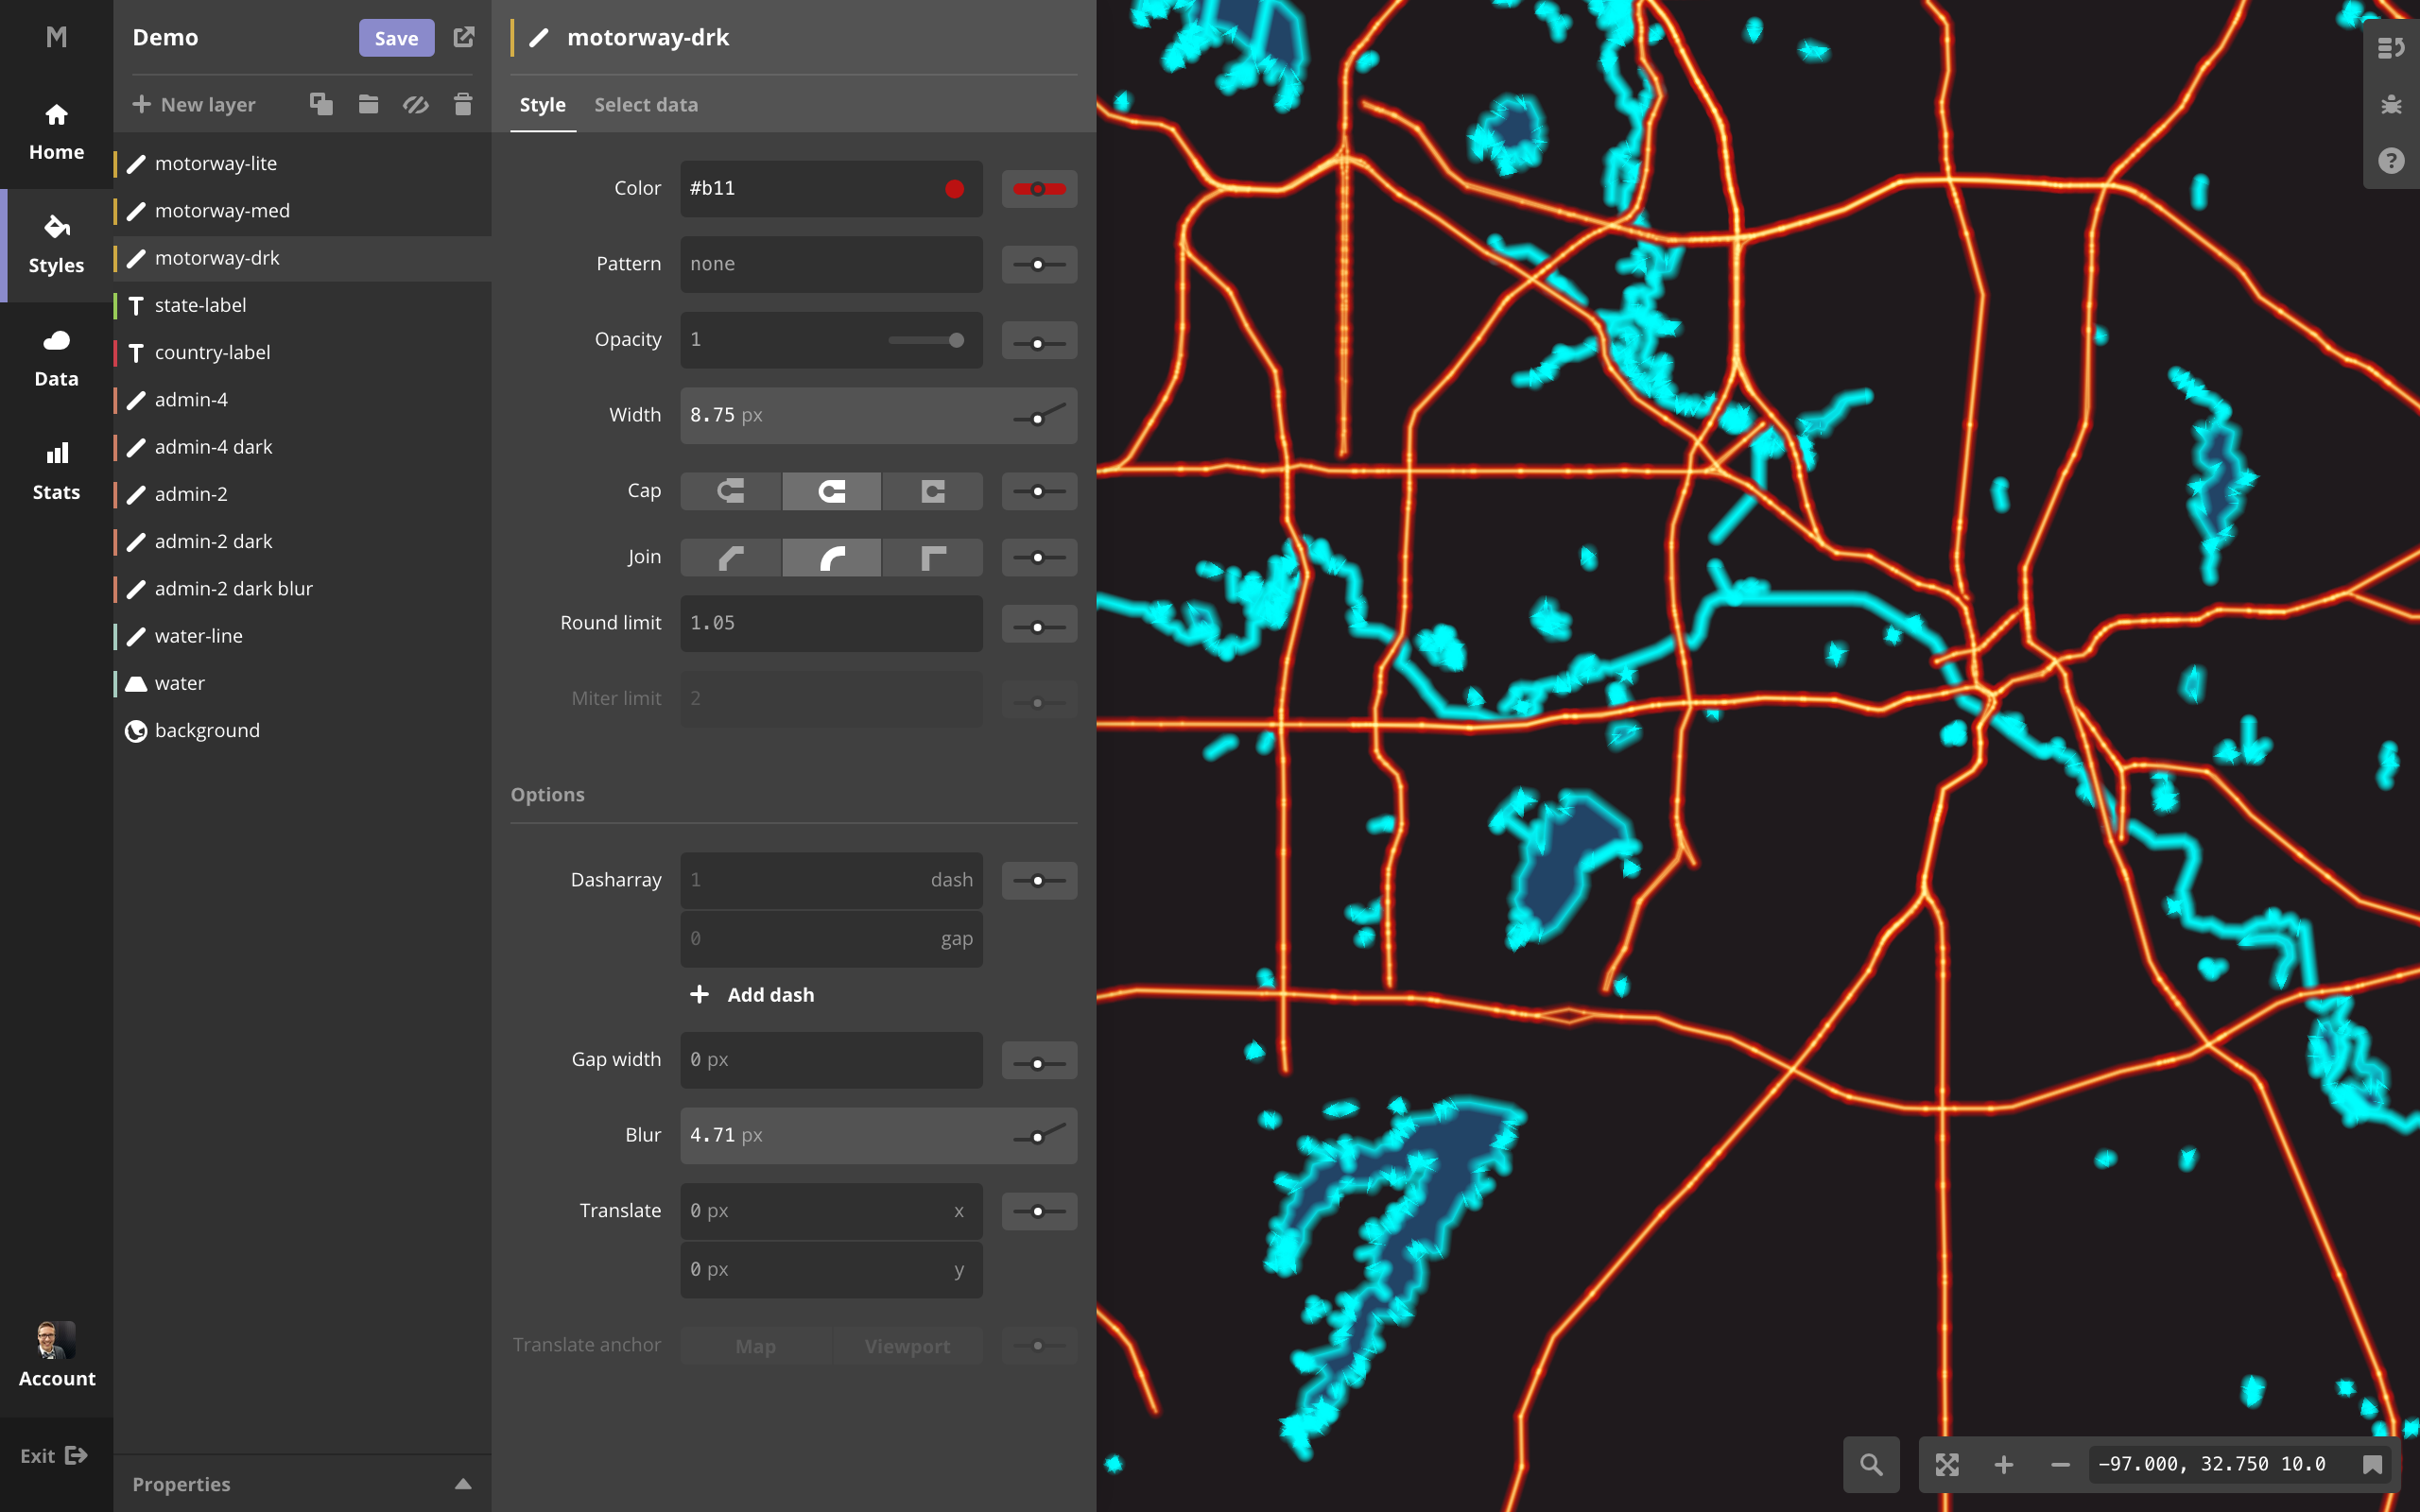 M
Home
Styles
Data
Stats
Account
Exit
Demo
Save
New layer
motorway-lite
motorway-med
motorway-drk
state-label
country-label
admin-4
admin-4 dark
admin-2
admin-2 dark
admin-2 dark blur
water-line
water
background
Properties
motorway-drk
Style Select data
Color #b11
Pattern none
Opacity 1
Width 8.75 px
Cap
Join
Round limit 1.05
Miter limit 2
Options
Dasharray 1 dash
0 gap
Add dash
Gap width 0 px
Blur 4.71 px
Translate 0 px x
0 px y
Translate anchor Map Viewport
?
−97.000, 32.750 10.0